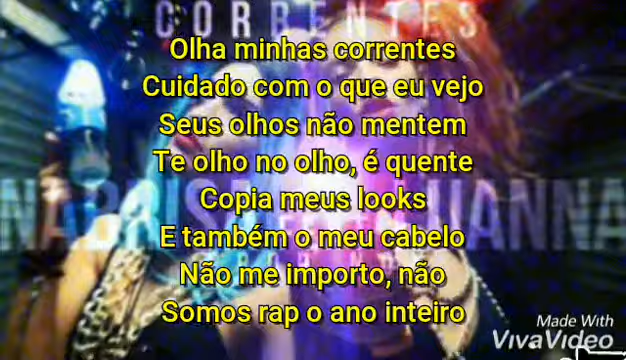 CORRENTES
Olha minhas correntes
Cuidado com o que eu vejo
Seus olhos não mentem
Te olho no olho, é quente
Copia meus looks
E também o meu cabelo
Não me importo, não
Somos rap o ano inteiro
Made With
VivaVideo